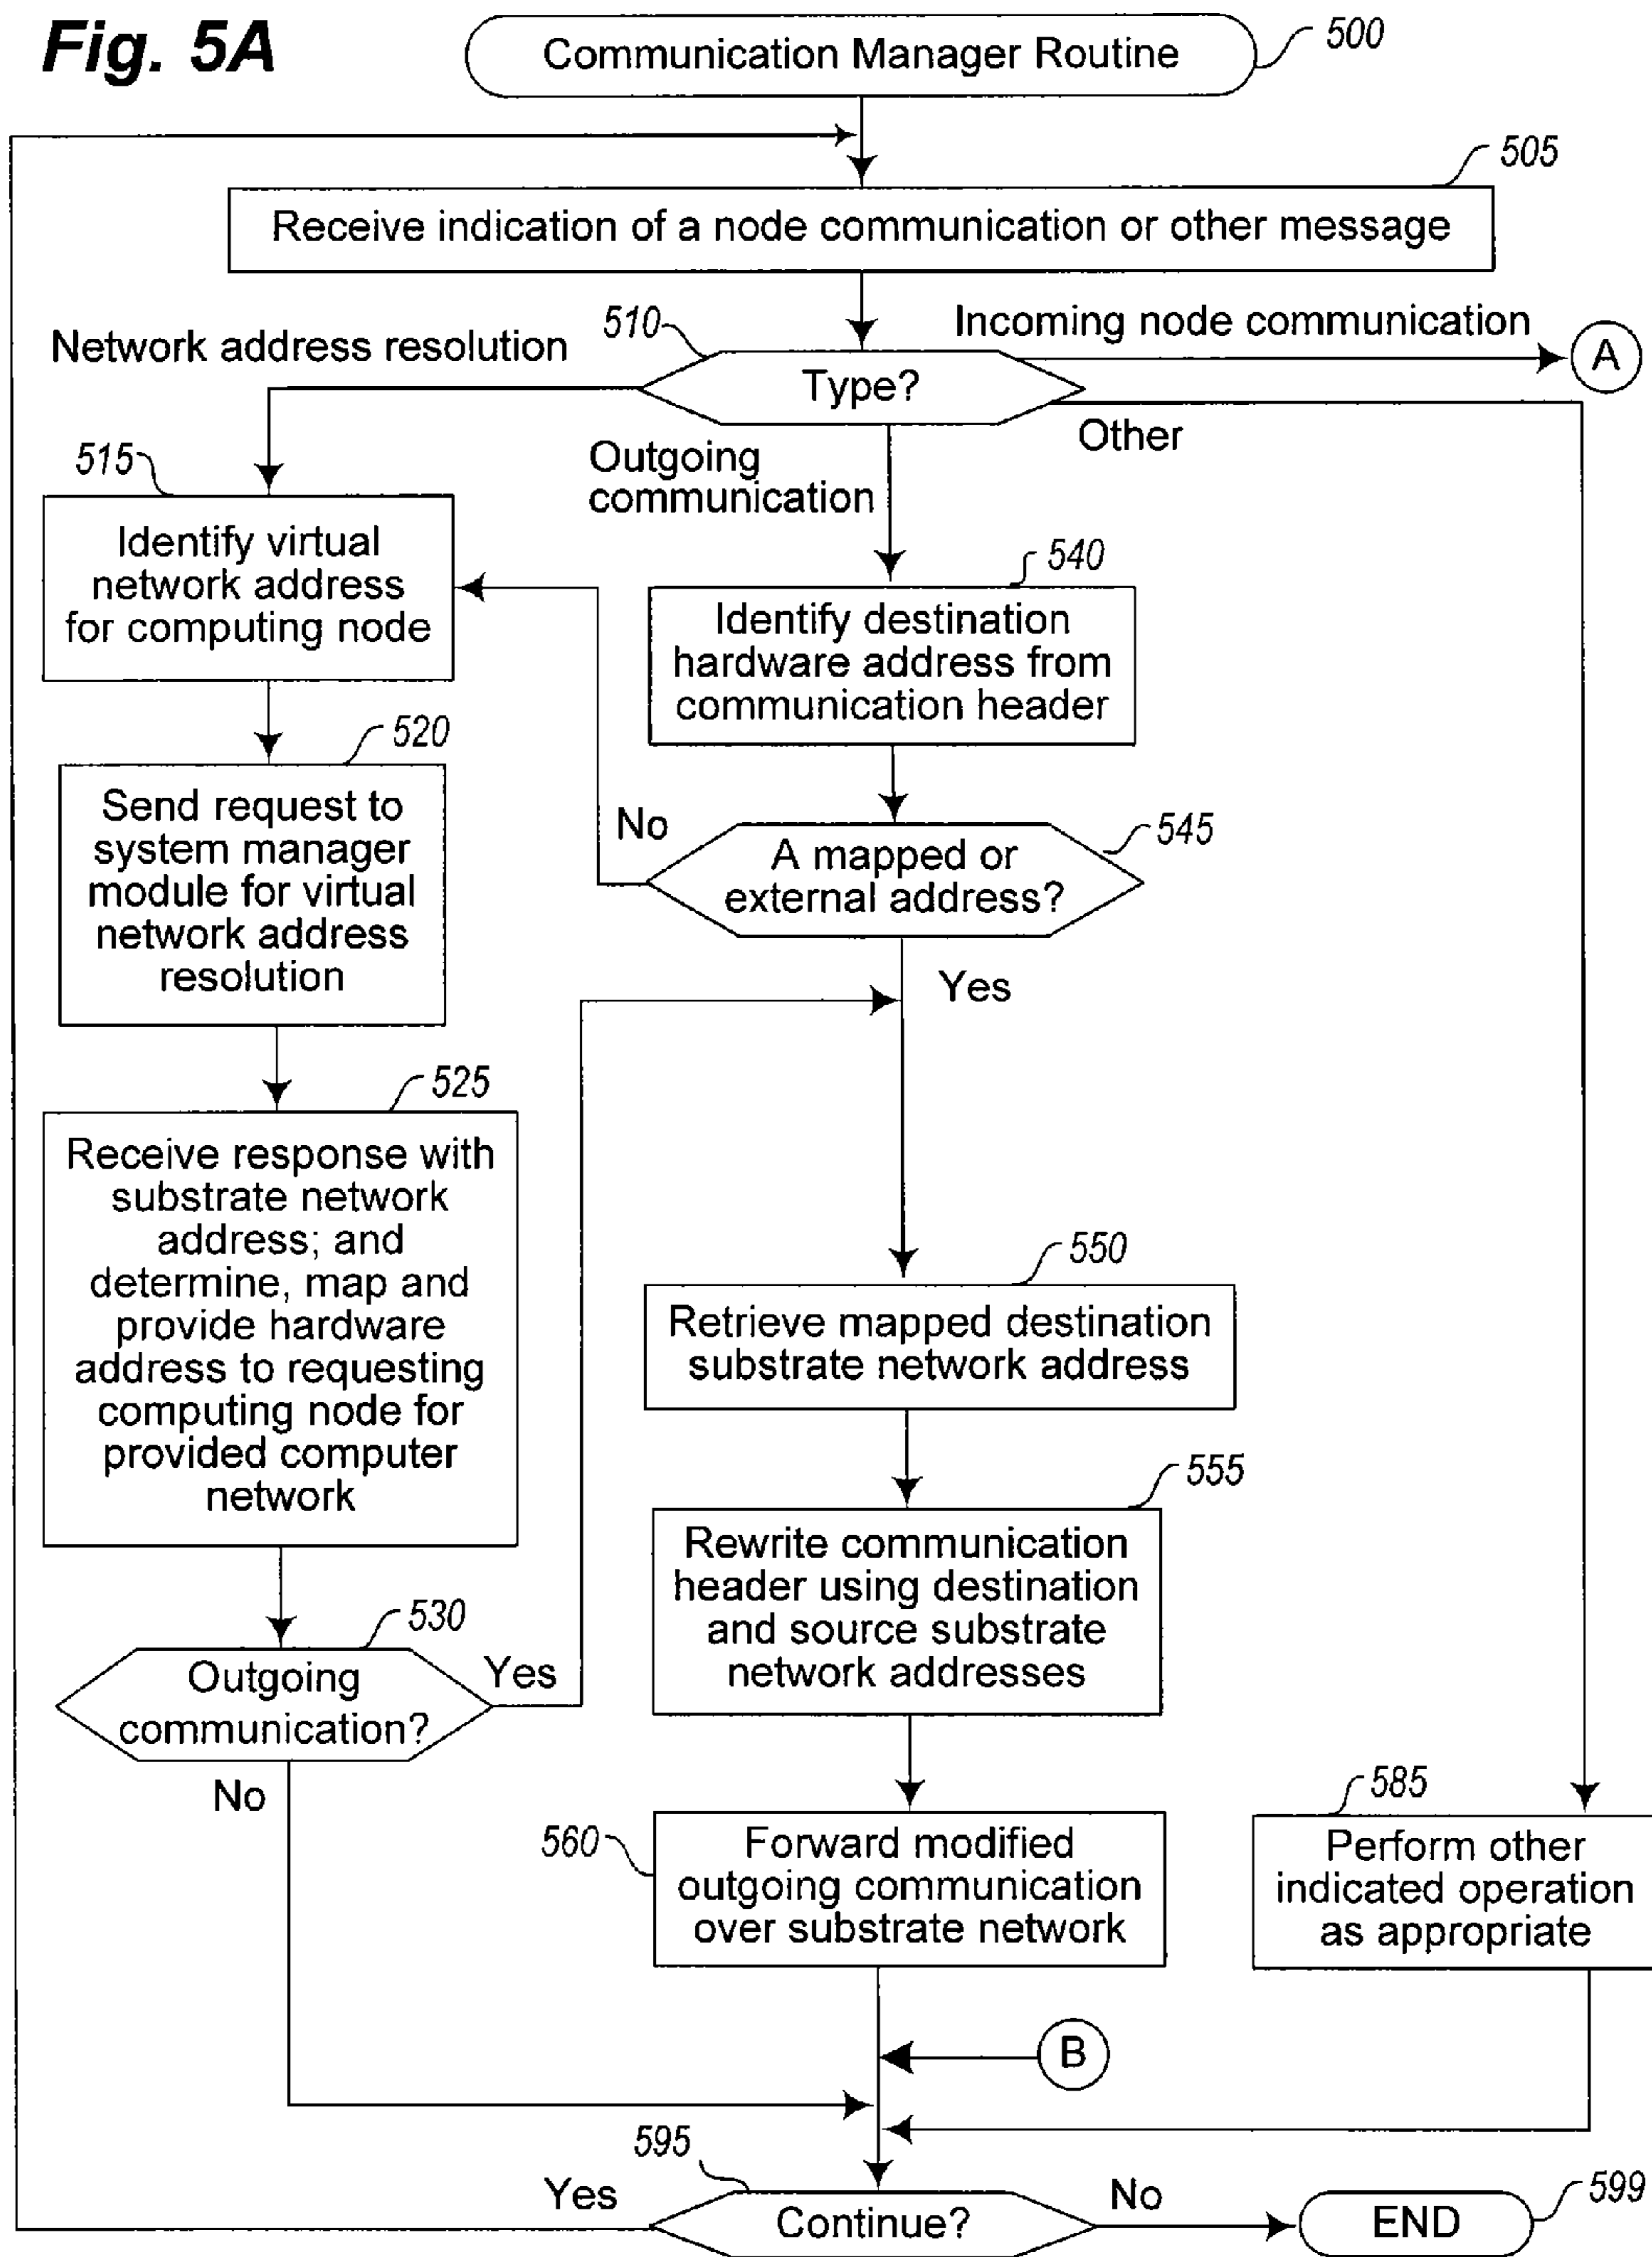 Fig. 5A
Communication Manager Routine
500
505
Receive indication of a node communication or other message
510
Incoming node communication
A
Network address resolution
Type?
Other
Outgoing
communication
515
Identify virtual
network address
for computing node
540
Identify destination
hardware address from
communication header
520
Send request to
system manager
module for virtual
network address
resolution
No
545
A mapped or
external address?
Yes
525
Receive response with
substrate network
address; and
determine, map and
provide hardware
address to requesting
computing node for
provided computer
network
550
Retrieve mapped destination
substrate network address
555
Rewrite communication
header using destination
and source substrate
network addresses
530
Outgoing
communication?
Yes
No
560
Forward modified
outgoing communication
over substrate network
585
Perform other
indicated operation
as appropriate
B
595
Yes
Continue?
No
END
599